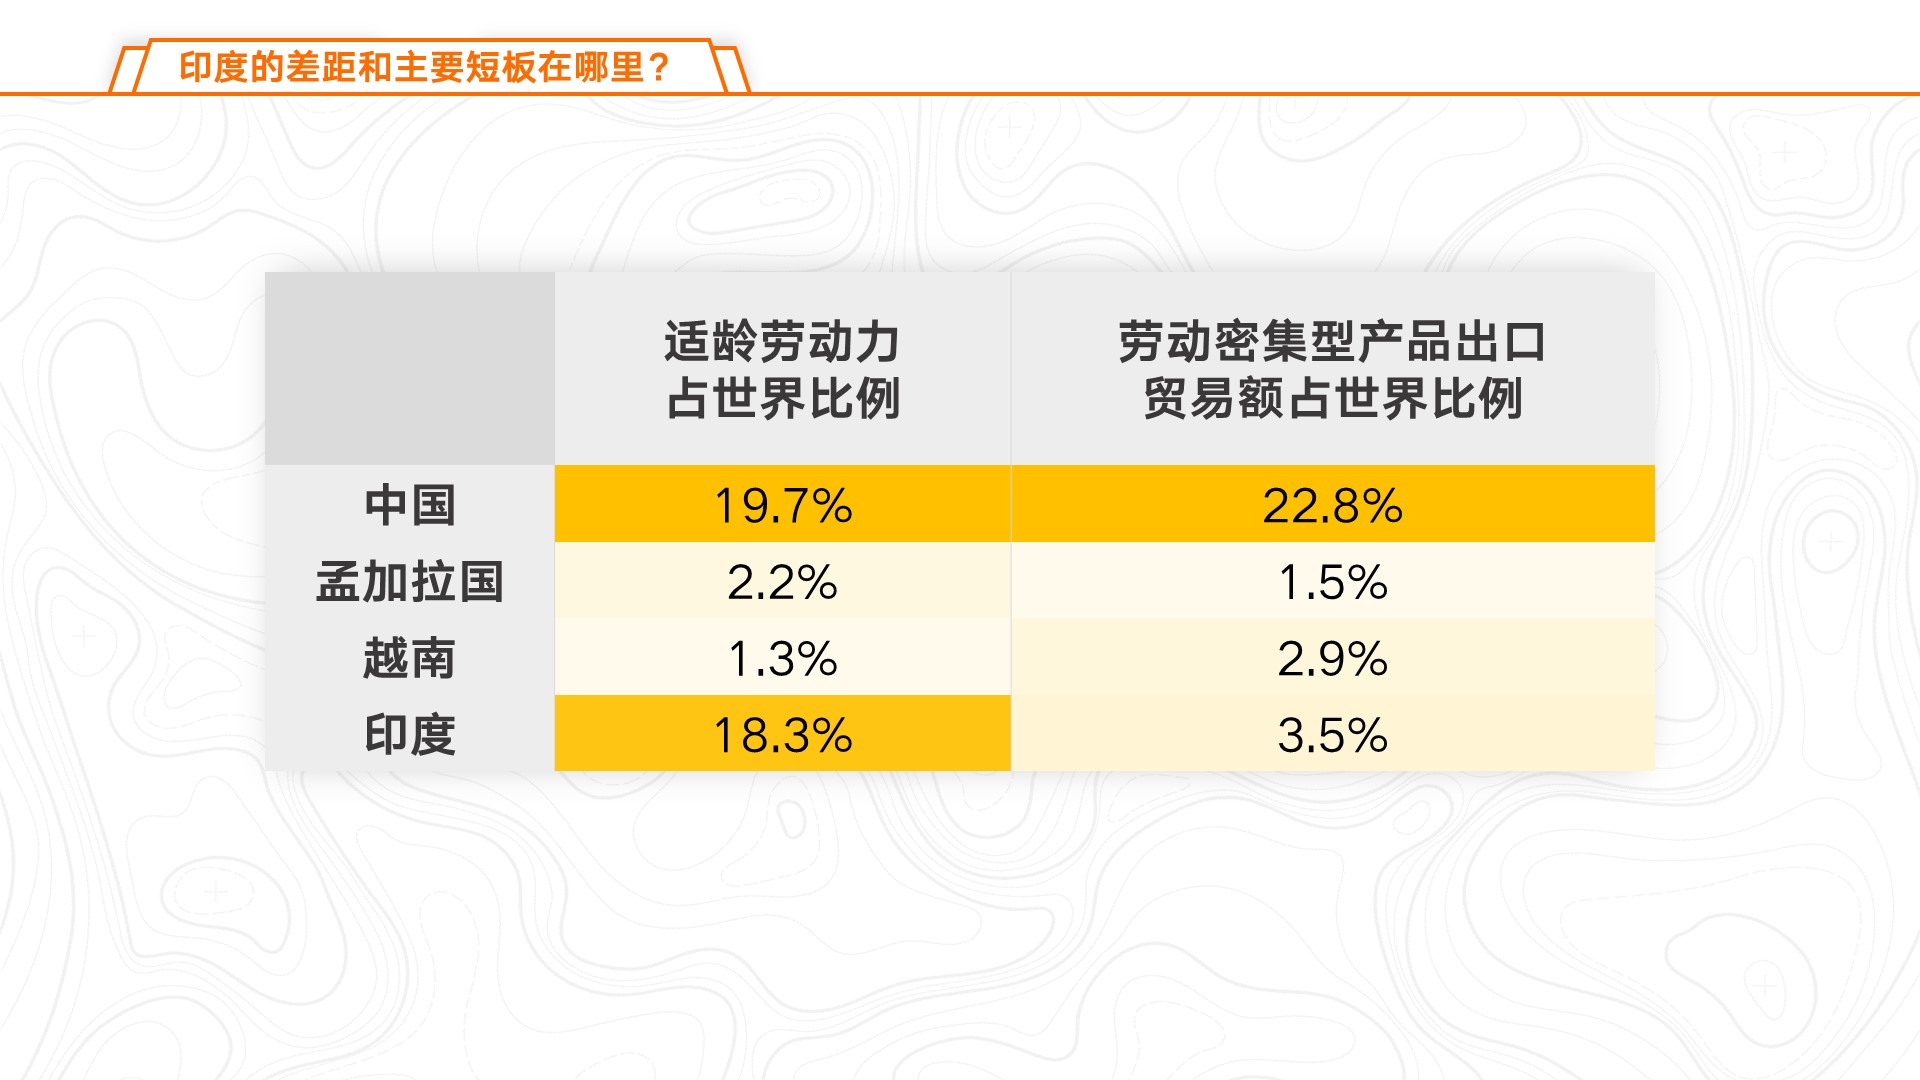 印度的差距和主要短板在哪里?
适龄劳动力
占世界比例
劳动密集型产品出口
贸易额占世界比例
中国 19.7% 22.8%
孟加拉国 2.2% 1.5%
越南 1.3% 2.9%
印度 18.3% 3.5%